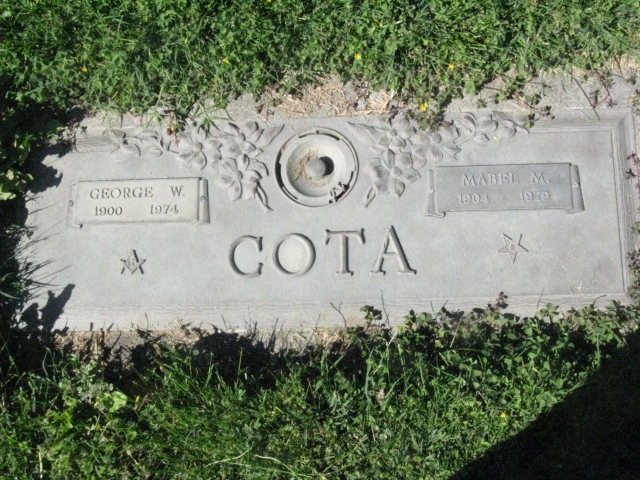 GEORGE W.
1900 1974
MABEL M.
1904 1979
COTA